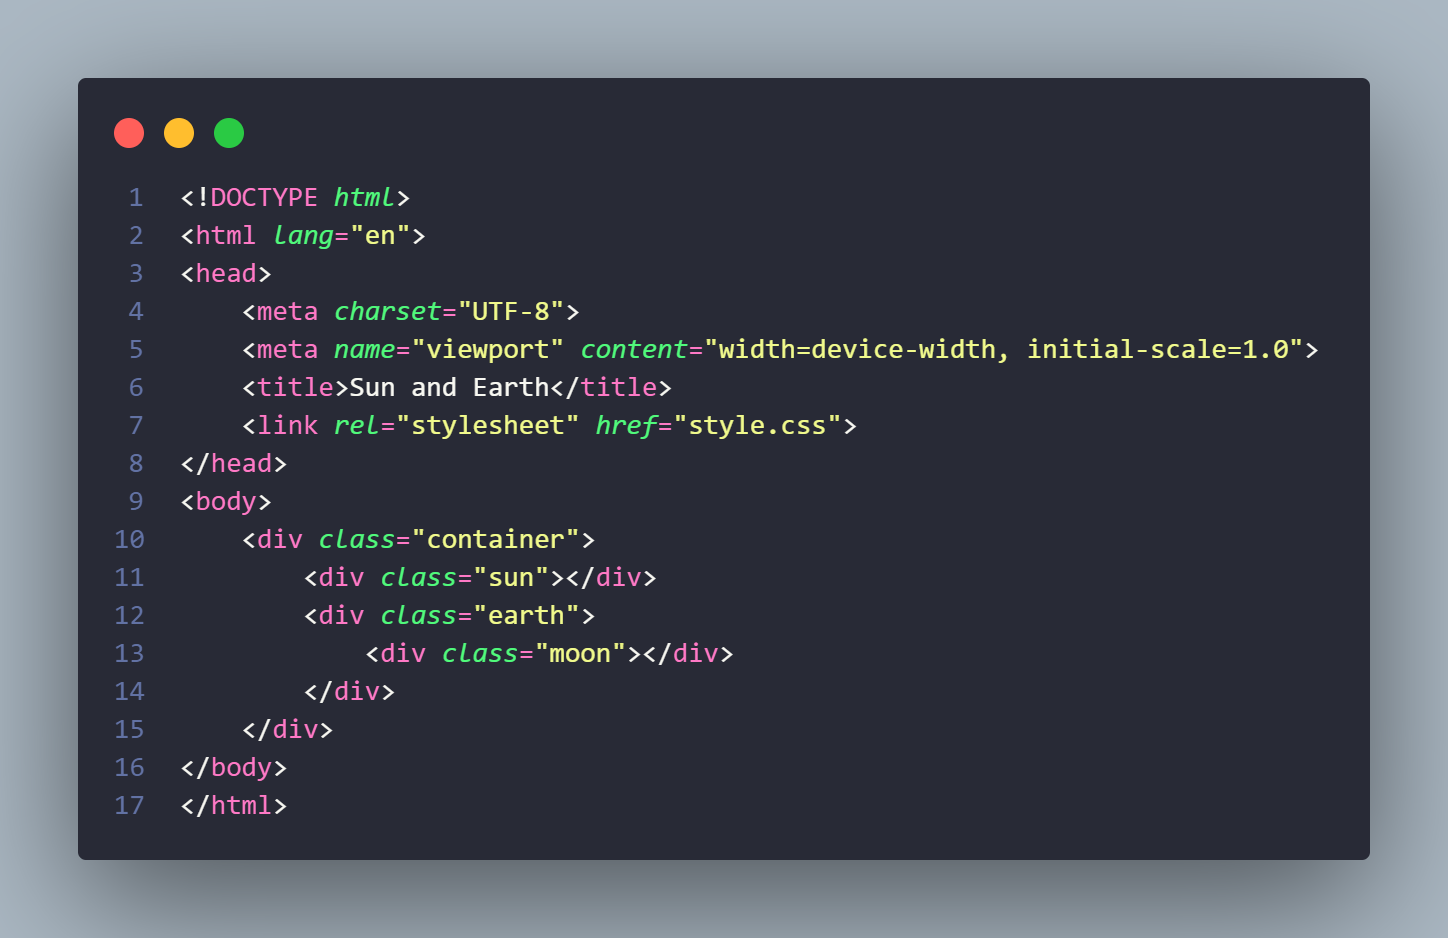 1 <!DOCTYPE html>
2 <html lang="en">
3 <head>
4     <meta charset="UTF-8">
5     <meta name="viewport" content="width=device-width, initial-scale=1.0">
6     <title>Sun and Earth</title>
7     <link rel="stylesheet" href="style.css">
8 </head>
9 <body>
10     <div class="container">
11         <div class="sun"></div>
12         <div class="earth">
13             <div class="moon"></div>
14         </div>
15     </div>
16 </body>
17 </html>